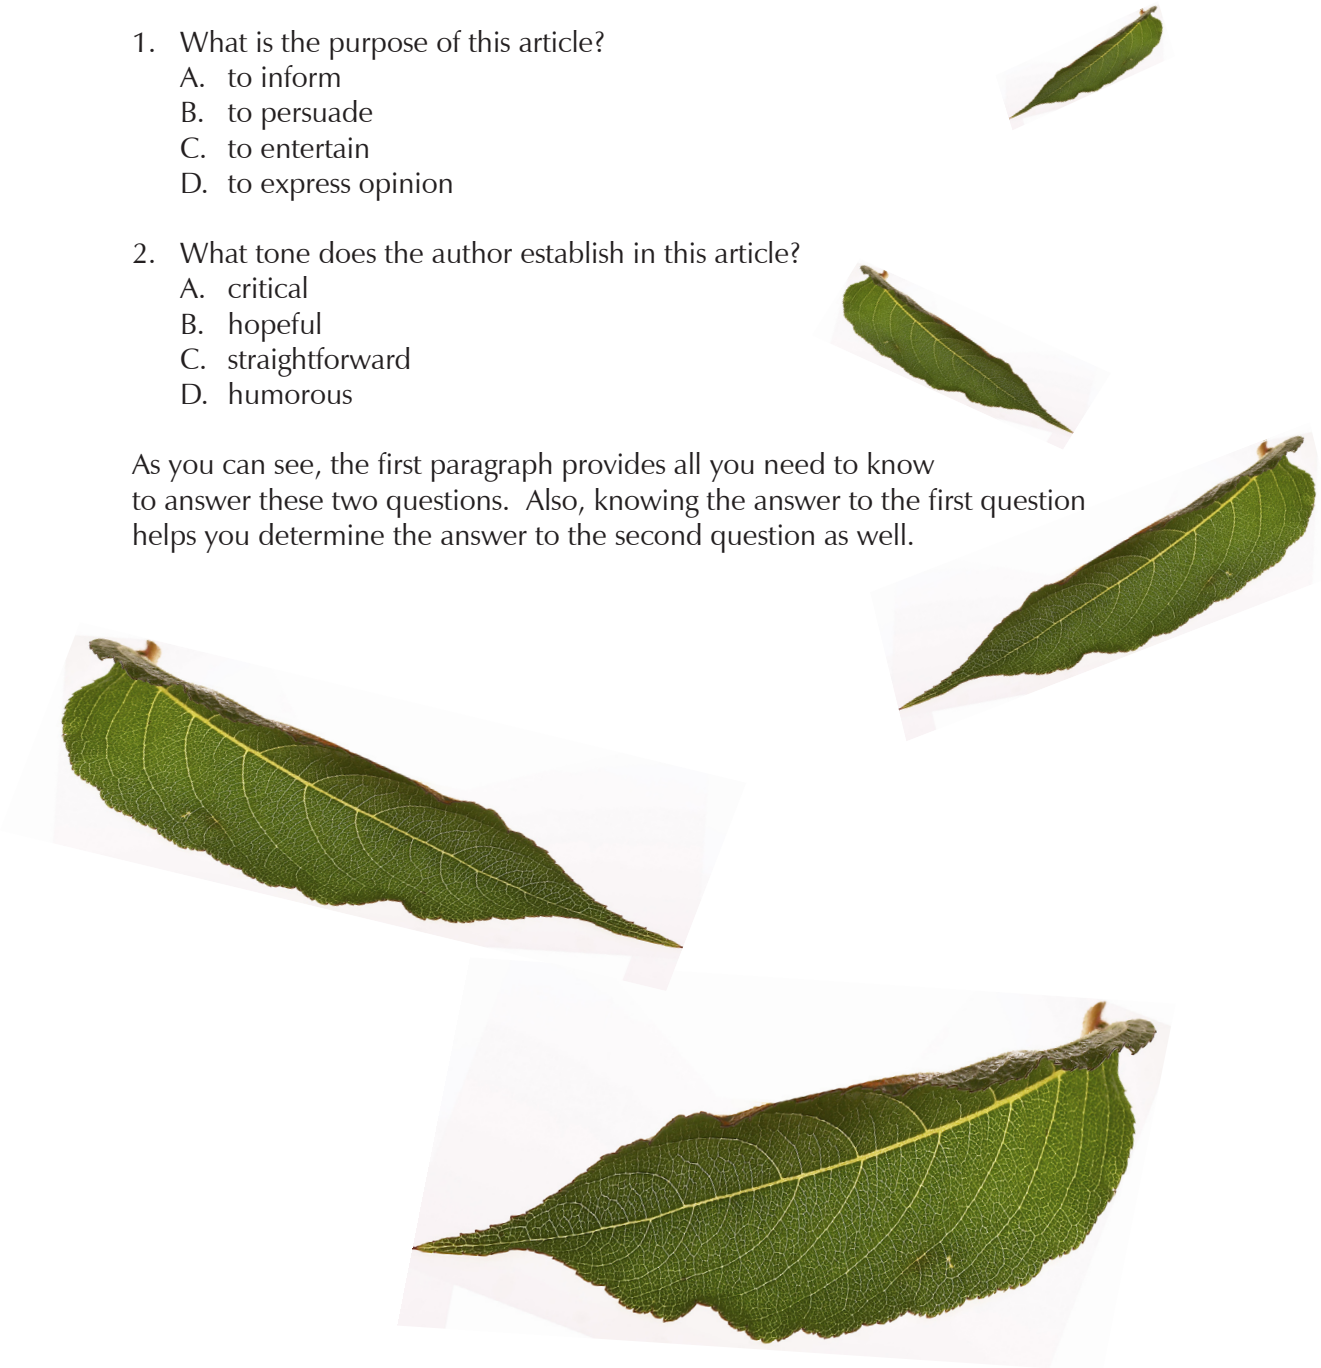 1. What is the purpose of this article?
A. to inform
B. to persuade
C. to entertain
D. to express opinion
2. What tone does the author establish in this article?
A. critical
B. hopeful
C. straightforward
D. humorous
As you can see, the first paragraph provides all you need to know
to answer these two questions. Also, knowing the answer to the first question
helps you determine the answer to the second question as well.